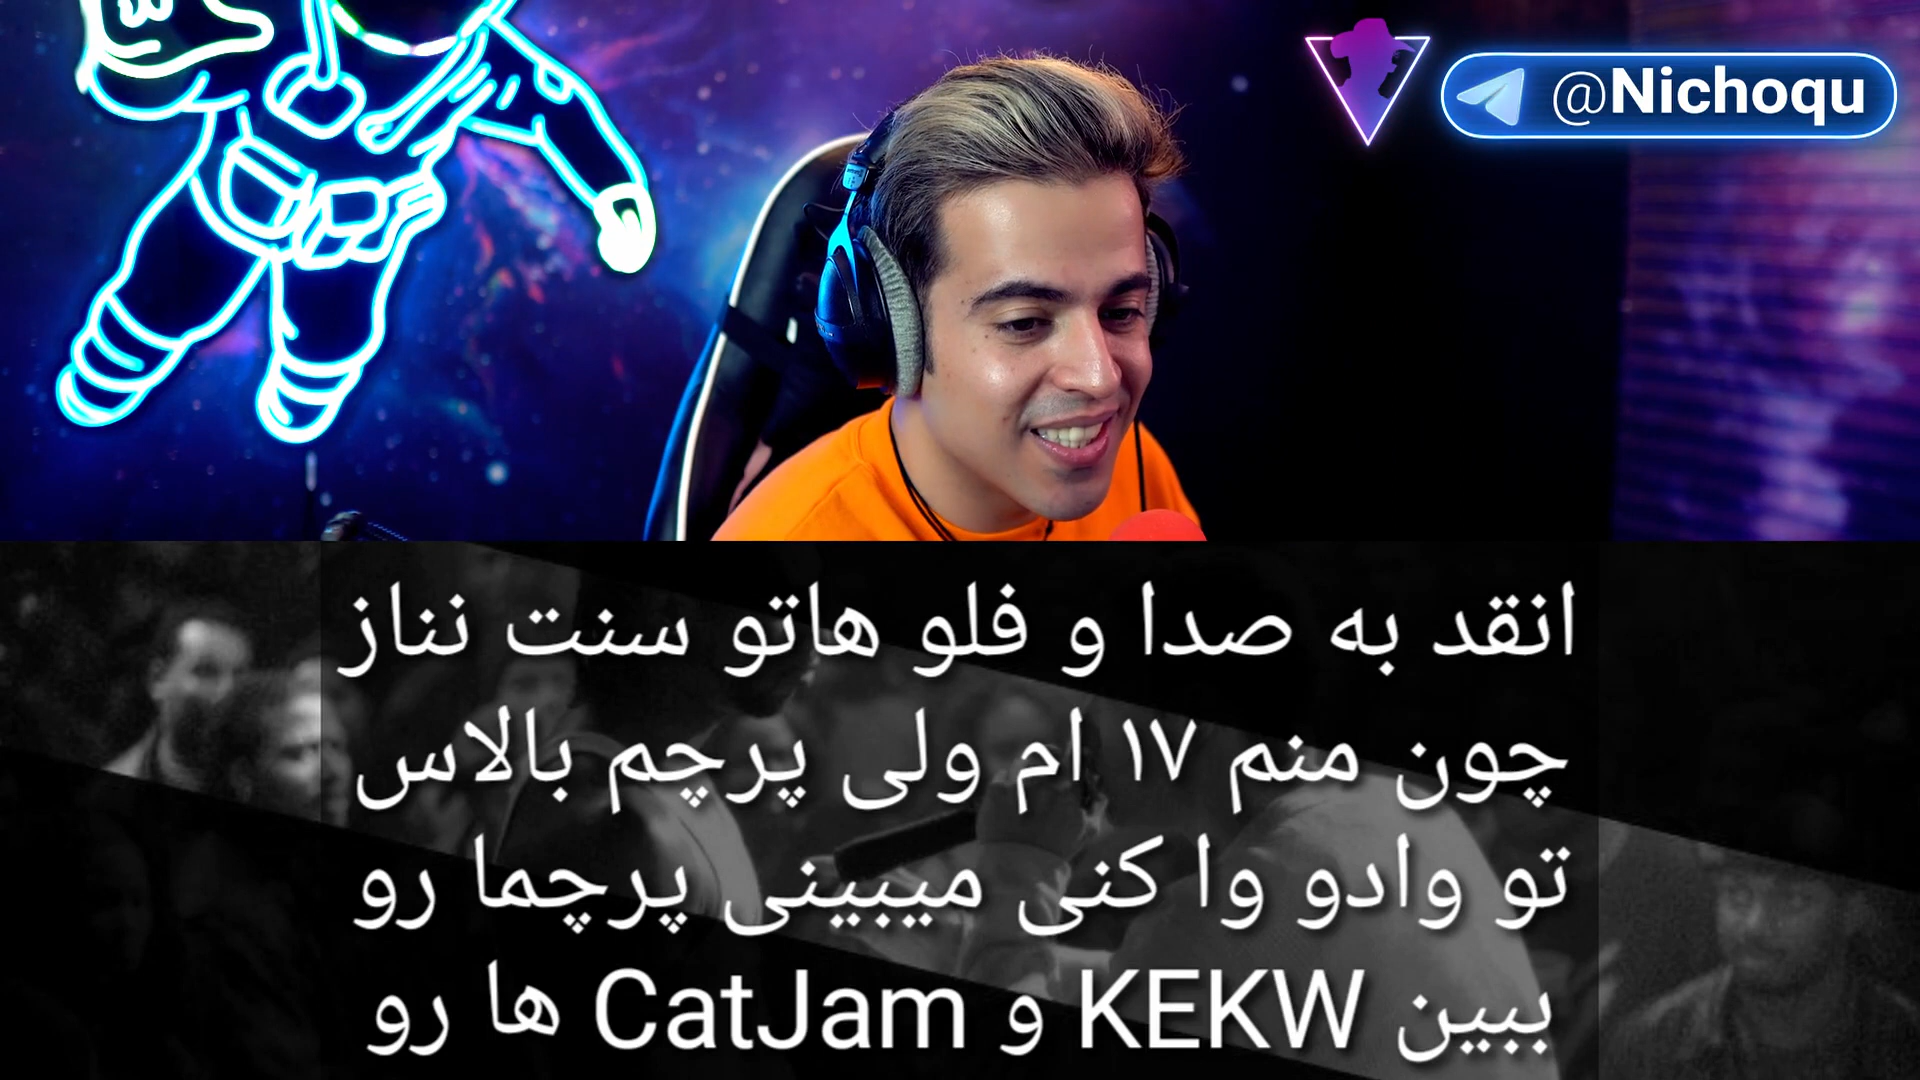 @Nichoqu
انقد به صدا و فلو هاتو سنت نناز
چون منم ۱۷ ام ولی پرچم بالاس
تو وادو وا کنی میبینی پرچما رو
ببین KEKW و CatJam ها رو